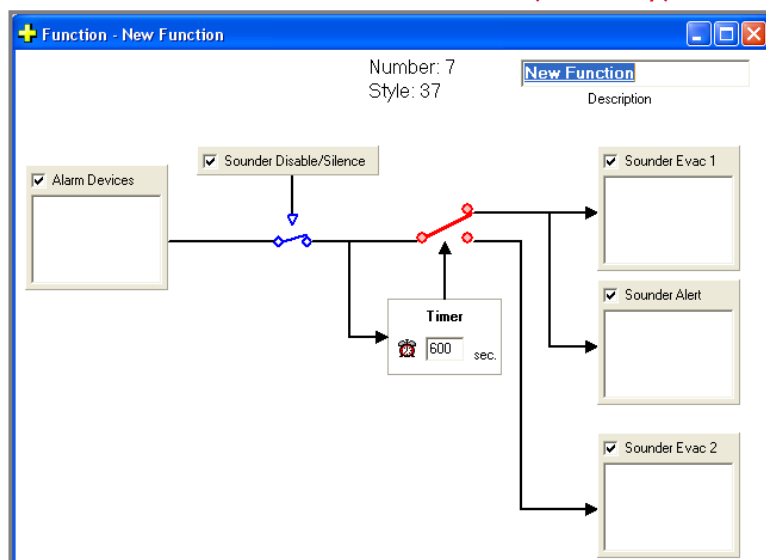 Function - New Function
Number: 7
Style: 37
New Function
Description
Sounder Disable/Silence
Sounder Evac 1
Alarm Devices
Sounder Alert
Timer
600 sec.
Sounder Evac 2